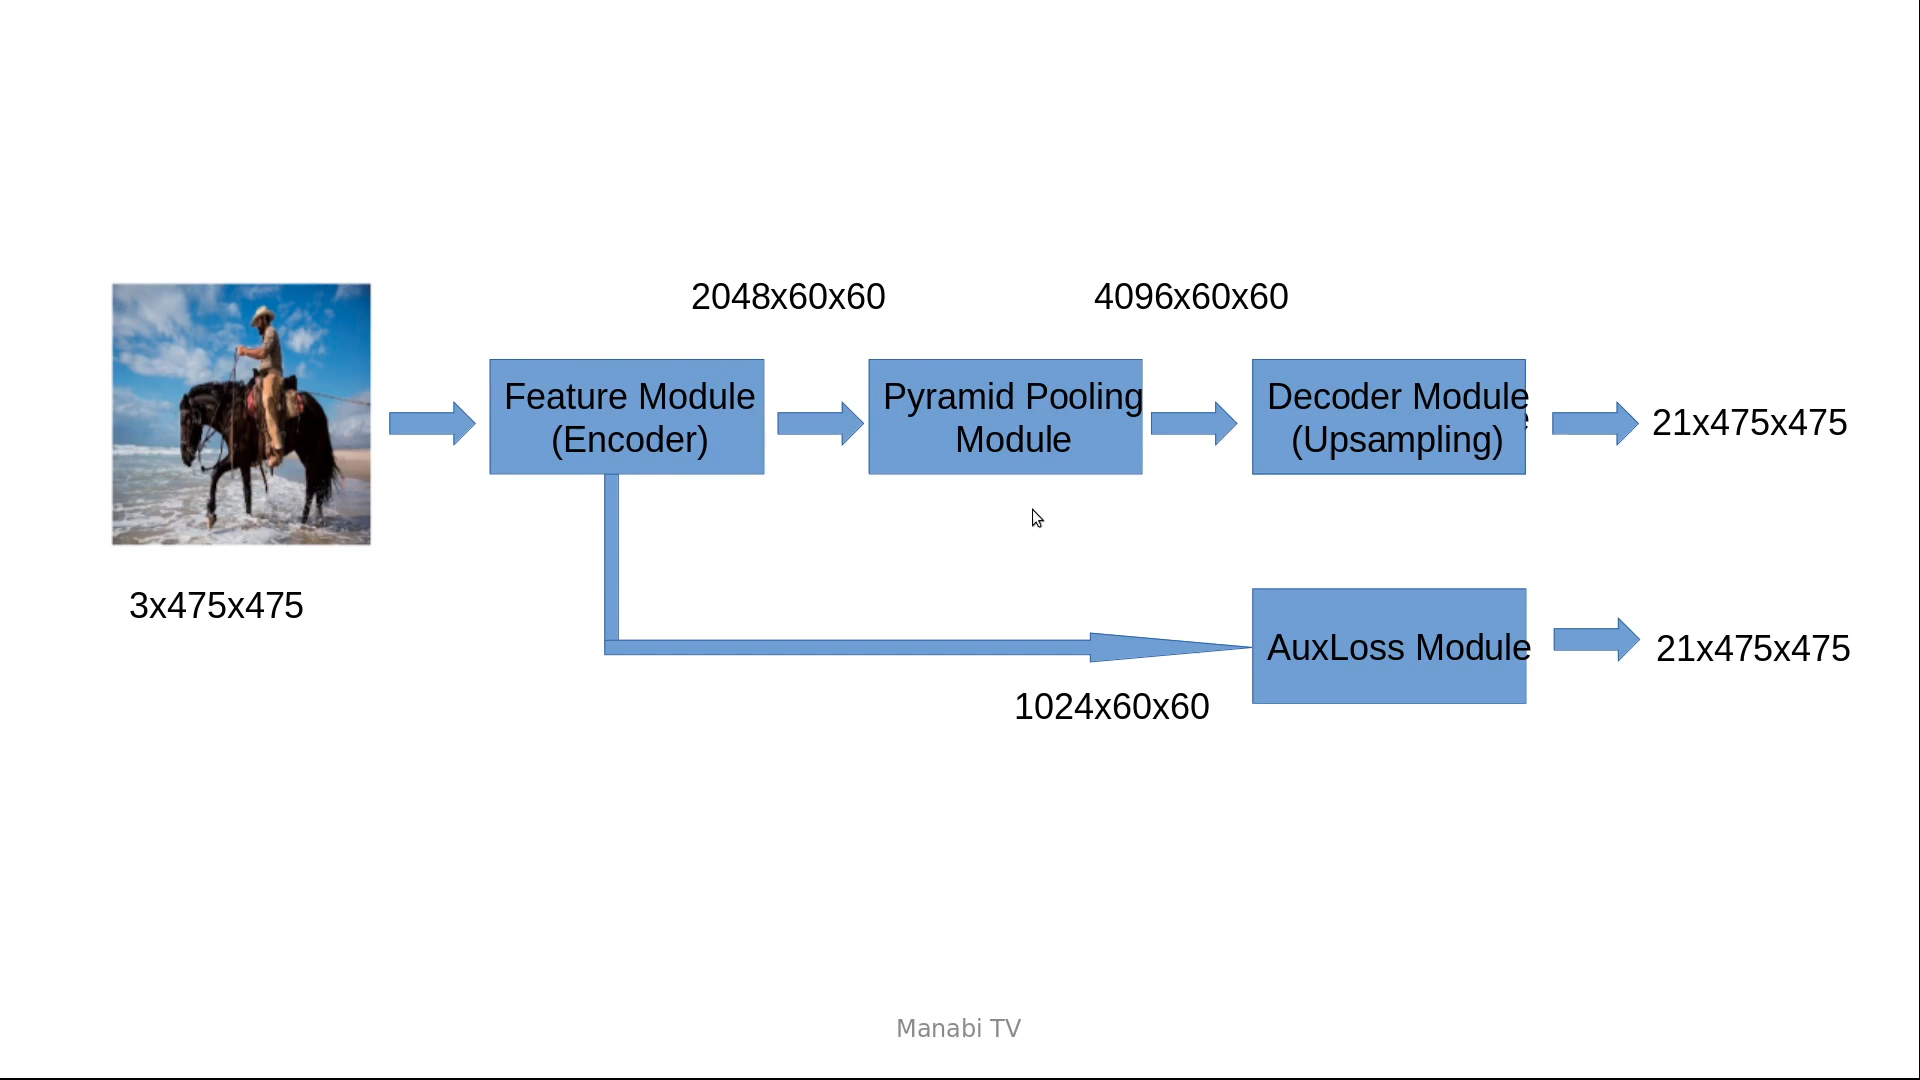 2048x60x60
4096x60x60
Feature Module
(Encoder)
Pyramid Pooling
Module
Decoder Module
(Upsampling)
21x475x475
3x475x475
AuxLoss Module
21x475x475
1024x60x60
Manabi TV